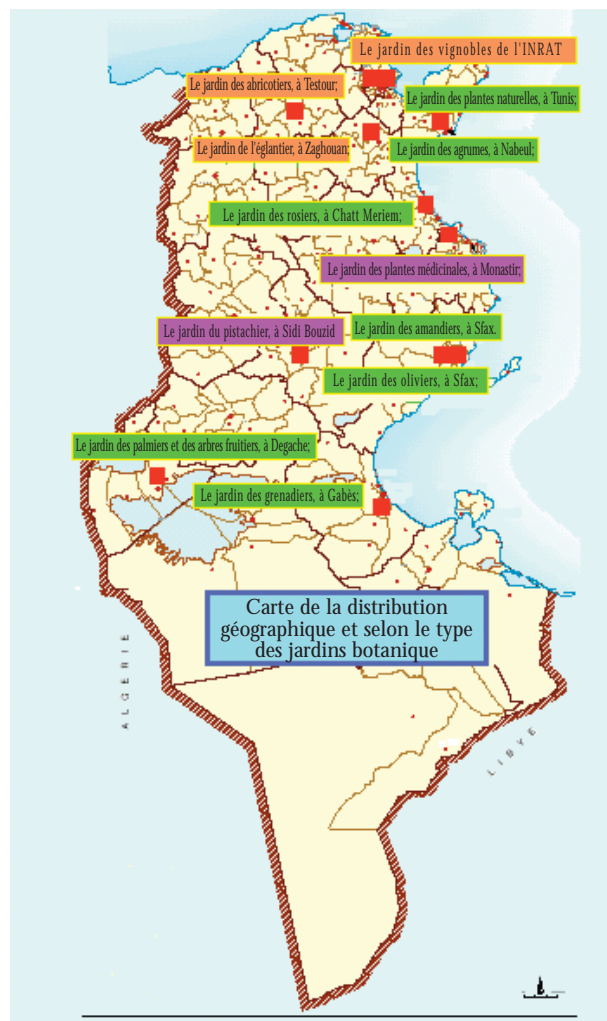 Le jardin des vignobles de l'INRAT
Le jardin des abricotiers, à Testour;
Le jardin des plantes naturelles, à Tunis;
Le jardin de l'églantier, à Zaghouan;
Le jardin des agrumes, à Nabeul;
Le jardin des rosiers, à Chatt Meriem;
Le jardin des plantes médicinales, à Monastir;
Le jardin du pistachier, à Sidi Bouzid
Le jardin des amandiers, à Sfax.
Le jardin des oliviers, à Sfax;
Le jardin des palmiers et des arbres fruitiers, à Degache;
Le jardin des grenadiers, à Gabès;
Carte de la distribution
géographique et selon le type
des jardins botanique
ALGÉRIE
LIBYE